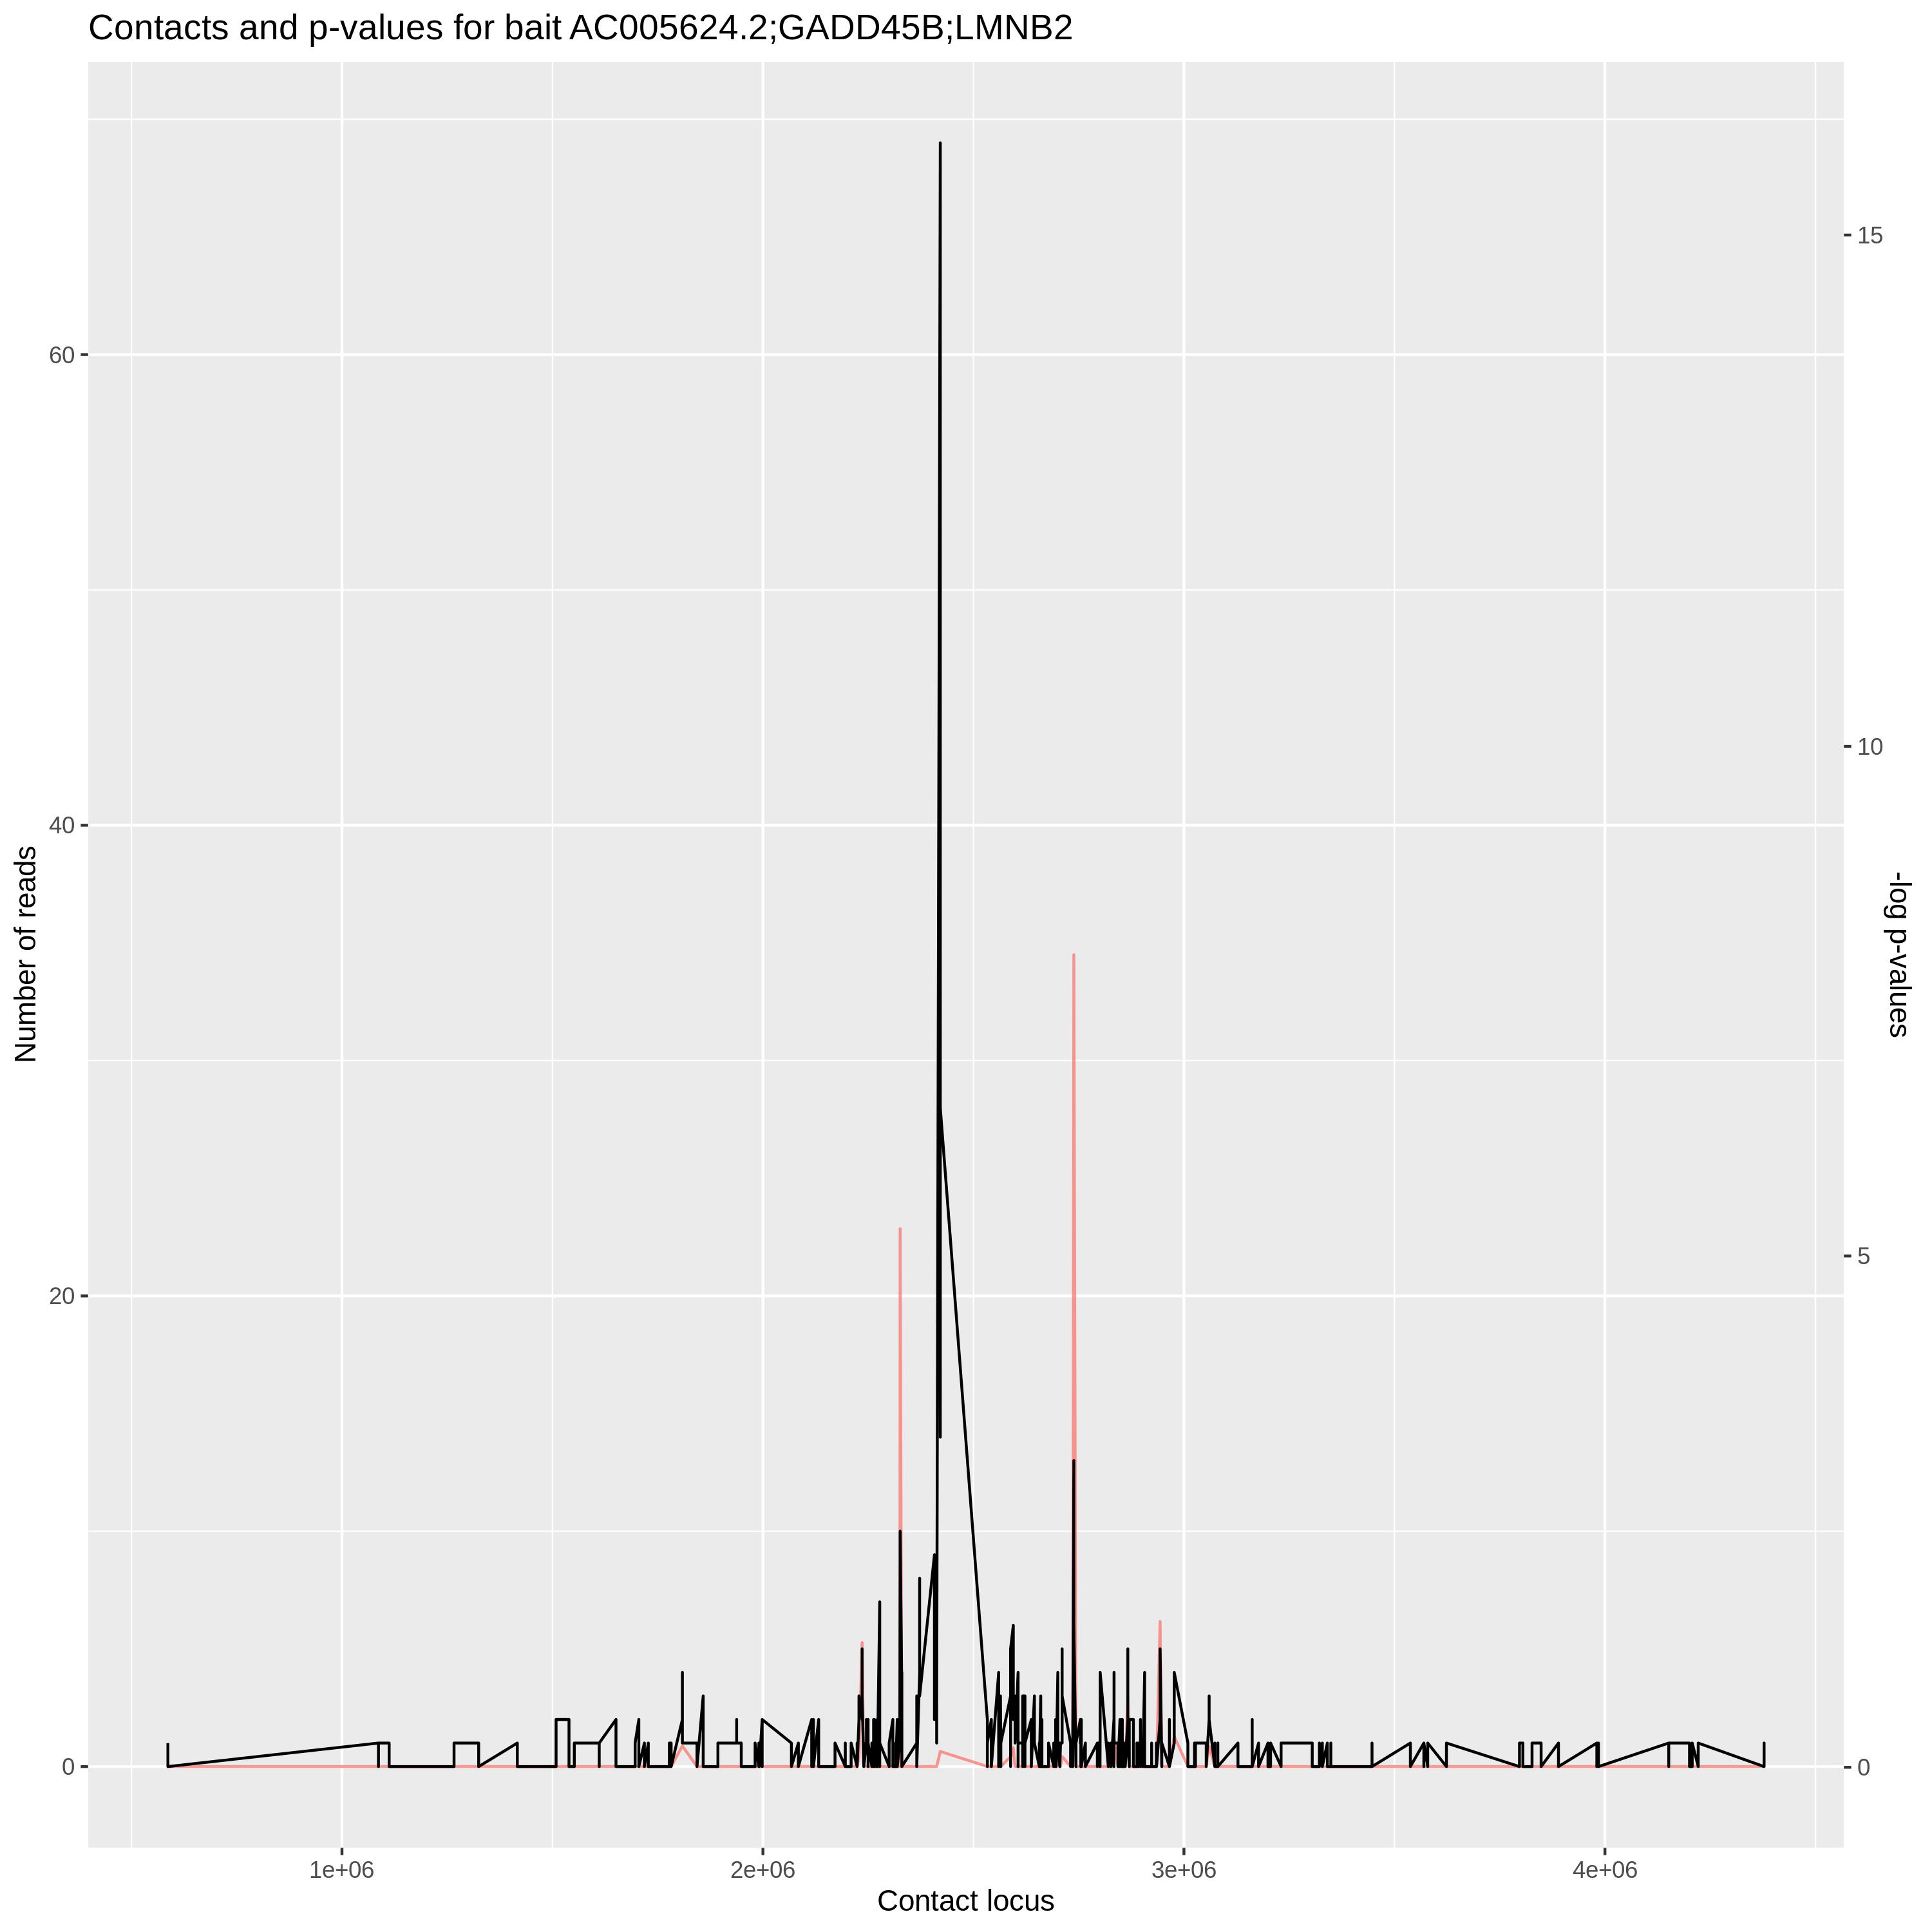 Contacts and p-values for bait AC005624.2;GADD45B;LMNB2
Number of reads
60
40
20
0
15
10
5
0
-log p-values
1e+06
2e+06
3e+06
4e+06
Contact locus